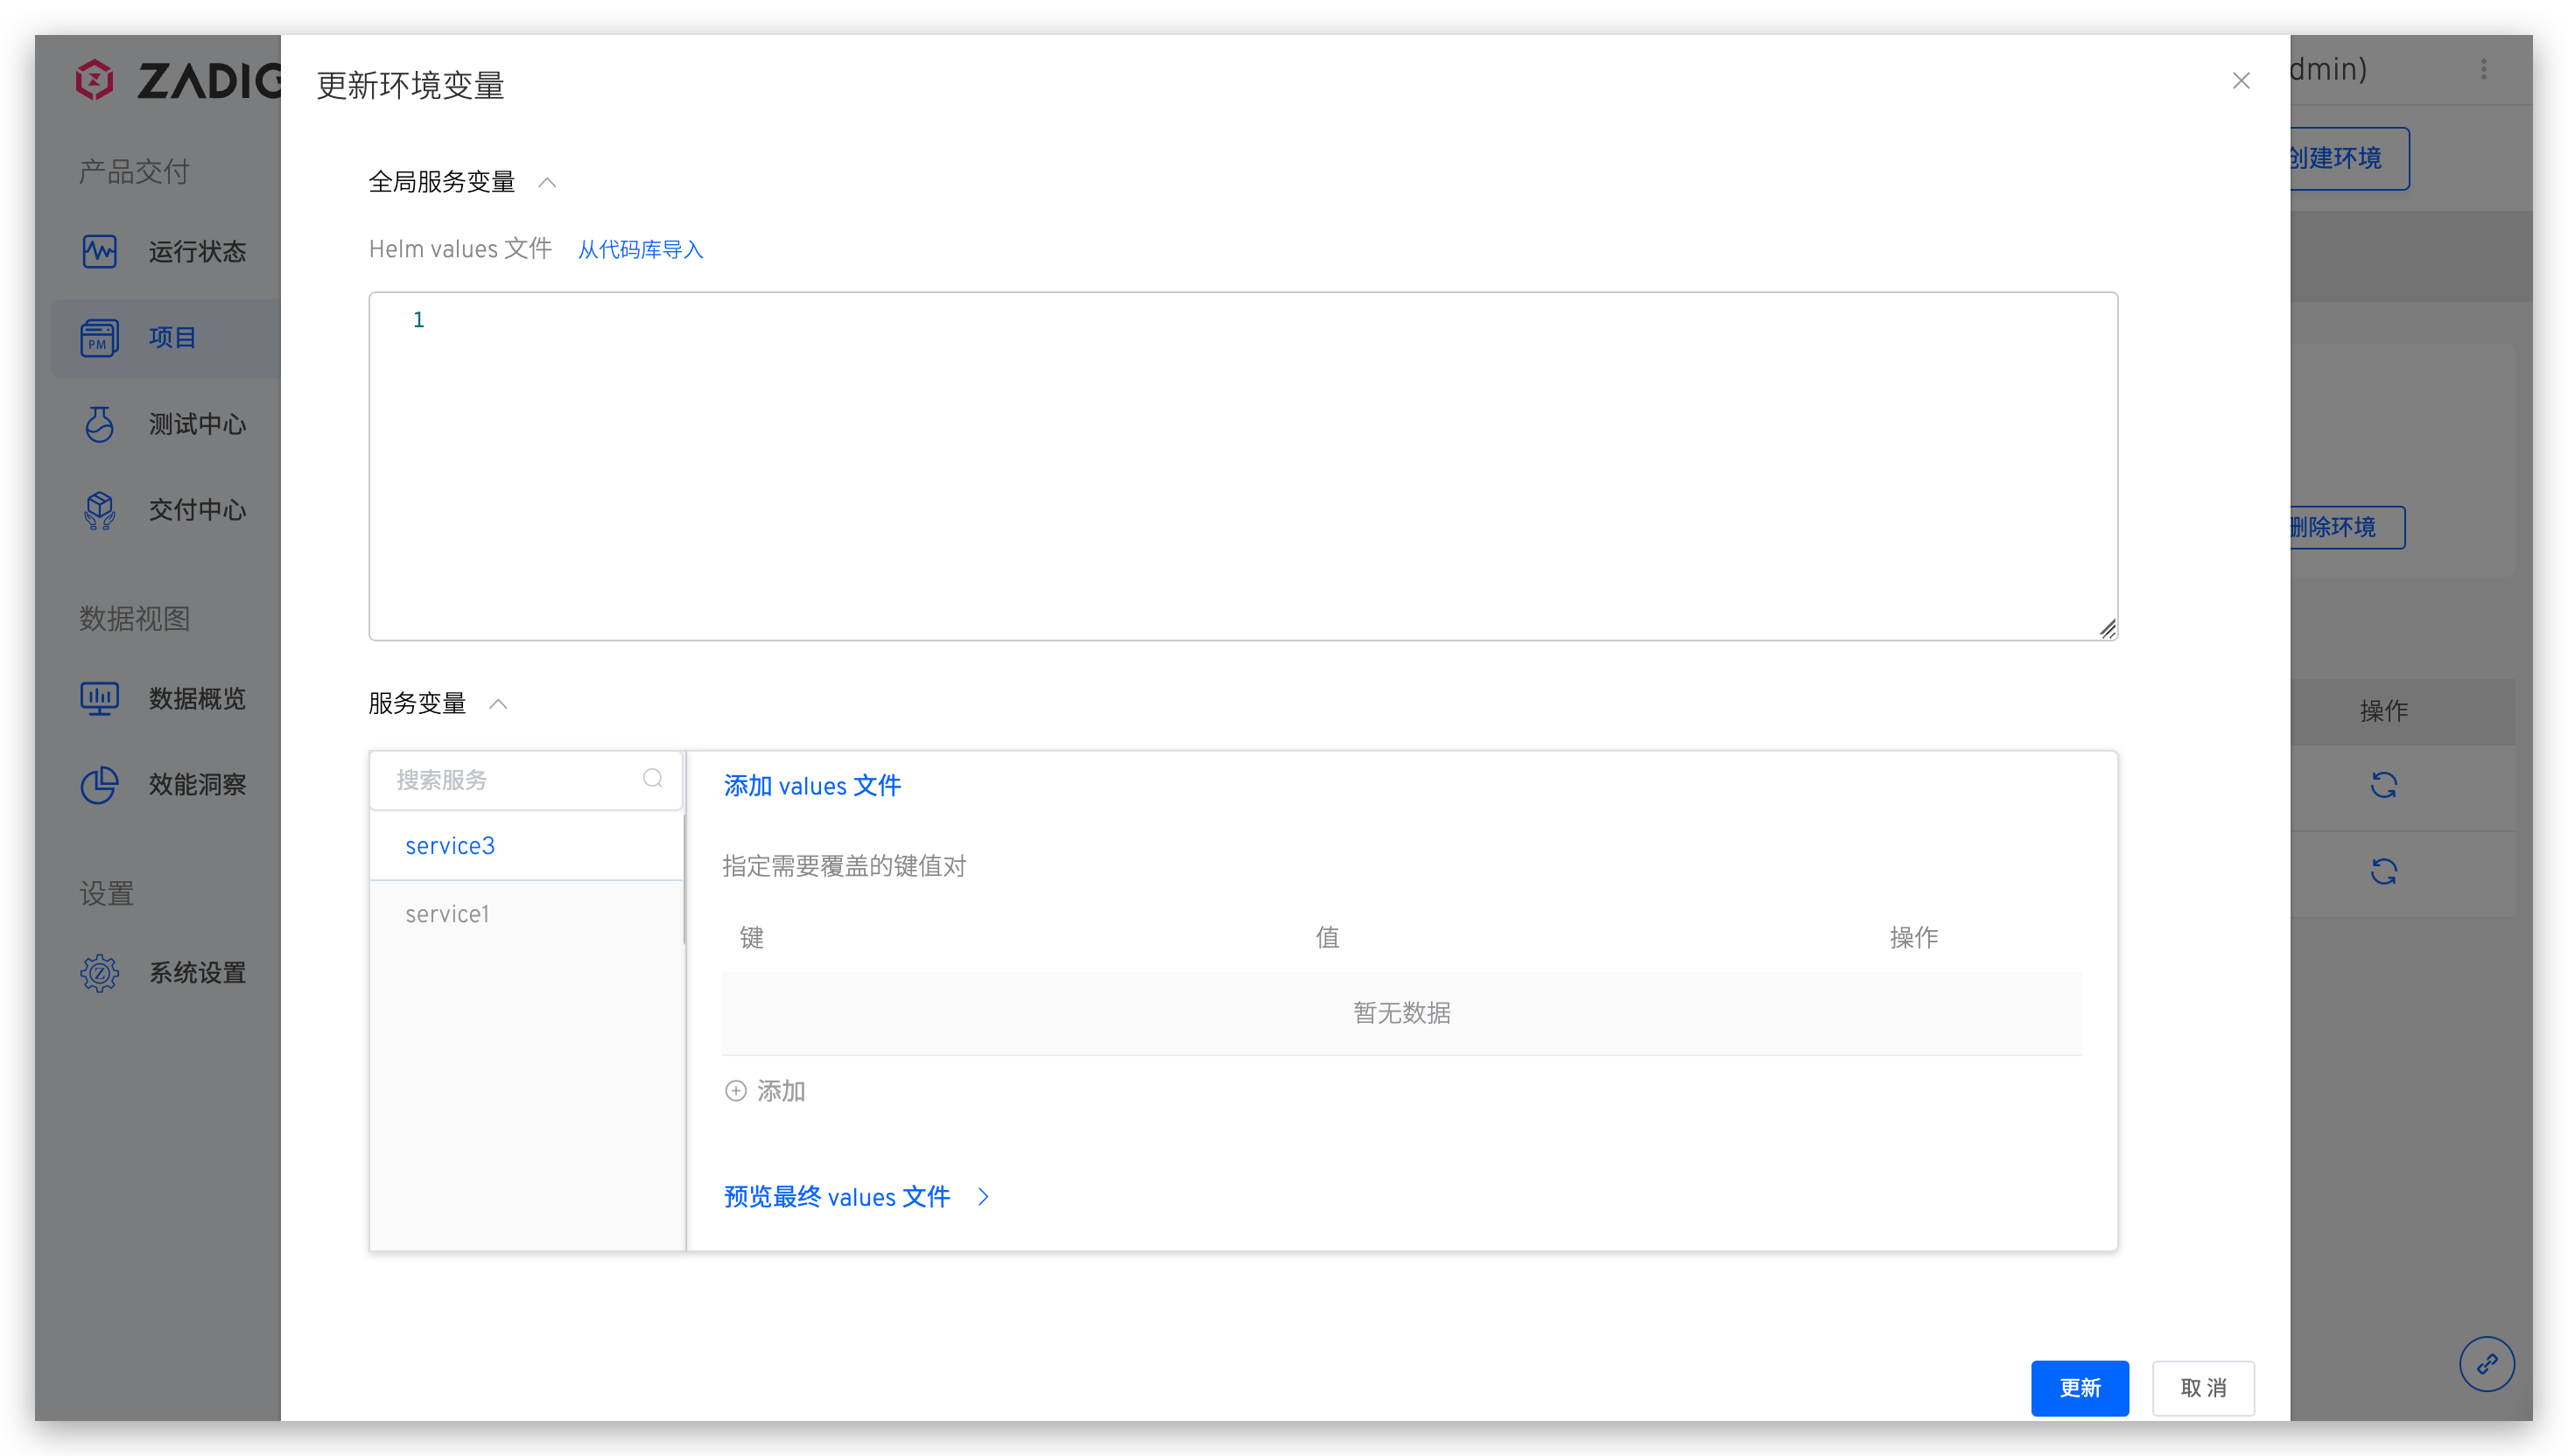 ZADIG
产品交付
运行状态
PM
项目
测试中心
交付中心
数据视图
数据概览
效能洞察
设置
系统设置
更新环境变量
全局服务变量
Helm values 文件 从代码库导入
1
服务变量
搜索服务
service3
service1
添加 values 文件
指定需要覆盖的键值对
键 值 操作
暂无数据
添加
预览最终 values 文件
更新 取消
dmin)
创建环境
删除环境
操作